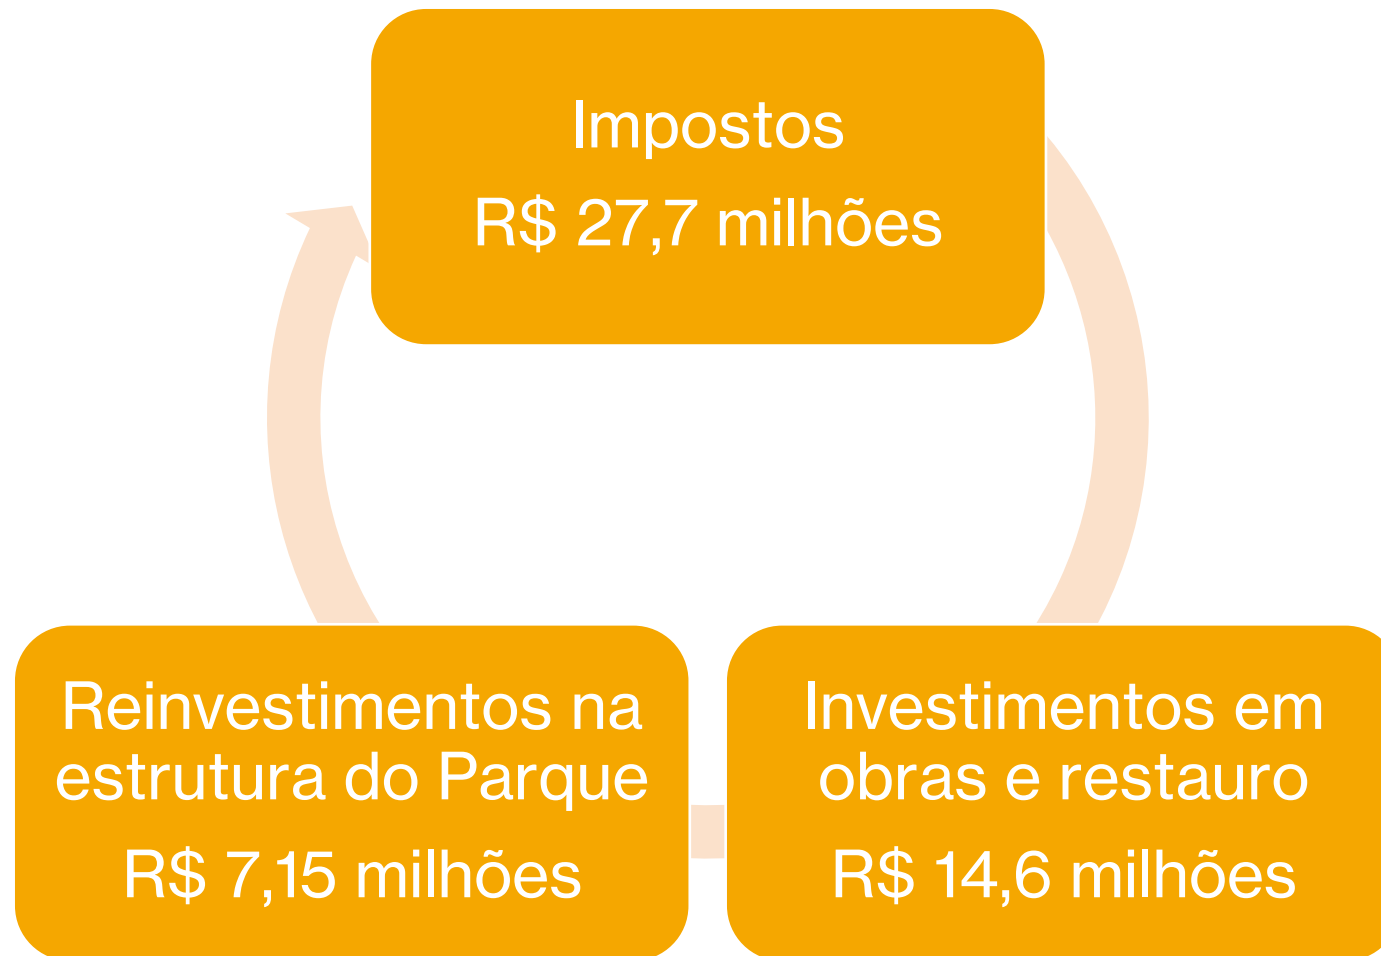 Impostos
R$ 27,7 milhões
Reinvestimentos na
estrutura do Parque
R$ 7,15 milhões
Investimentos em
obras e restauro
R$ 14,6 milhões